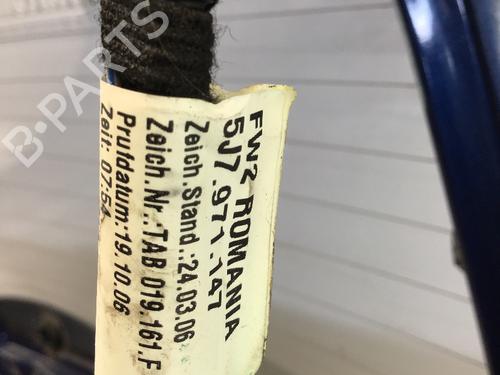 FW2 ROMANIA
5J7.971.147
Zeich.Stand.:24.03.06
Zeich.Nr.:TAB 019.161.F
Prüfdatum:19.10.06
Zeit: 07:54
B-PARTS